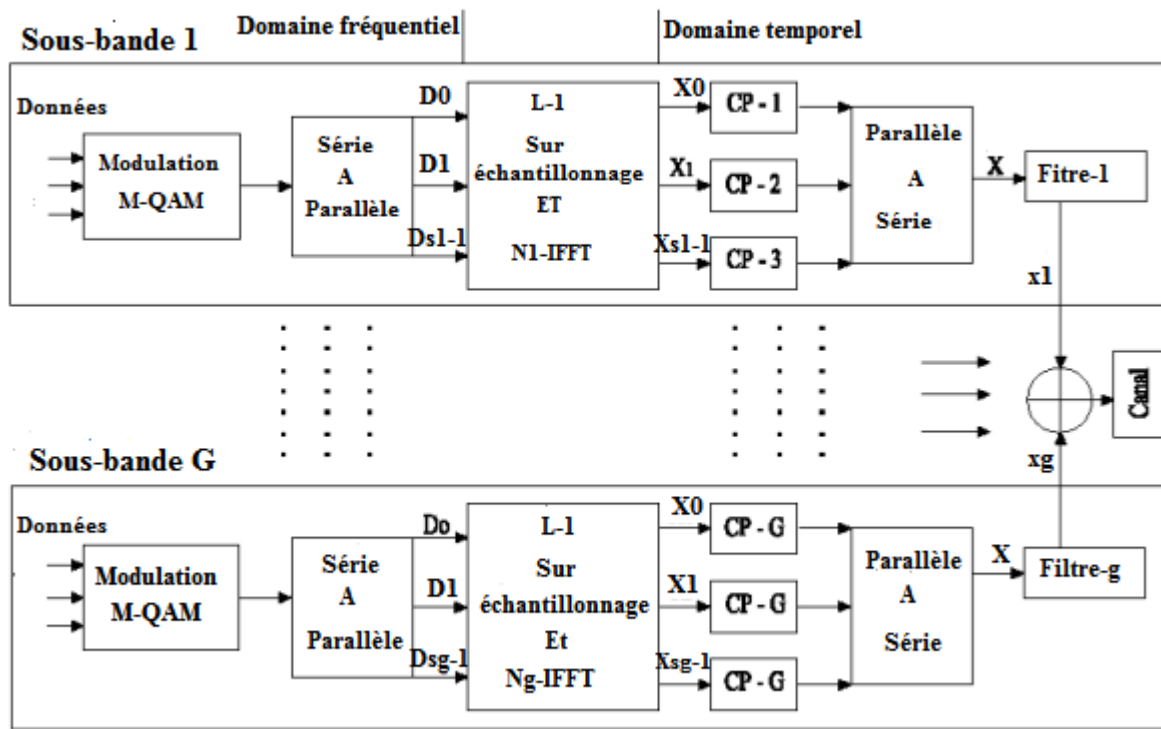 Domaine fréquentiel
Domaine temporel
Sous-bande 1
Données
Modulation
M-QAM
Série
A
Parallèle
D0
D1
Ds1-1
L-1
Sur
échantillonnage
ET
N1-IFFT
X0
X1
Xs1-1
CP - 1
CP - 2
CP - 3
Parallèle
A
Série
X
Fitre-1
x1
Canal
xg
Sous-bande G
Données
Modulation
M-QAM
Série
A
Parallèle
Do
D1
Dsg-1
L-1
Sur
échantillonnage
Et
Ng-IFFT
X0
X1
Xsg-1
CP - G
CP - G
CP - G
Parallèle
A
Série
X
Filtre-g